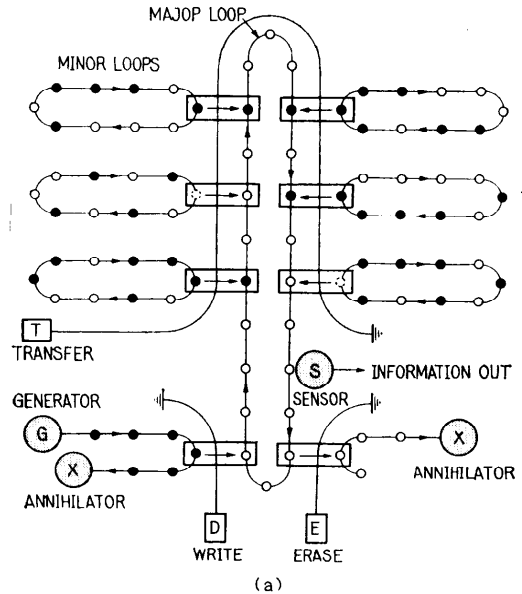 MAJOP LOOP
MINOR LOOPS
T
TRANSFER
S
SENSOR
INFORMATION OUT
GENERATOR
G
X
ANNIHILATOR
X
ANNIHILATOR
D
WRITE
E
ERASE
(a)